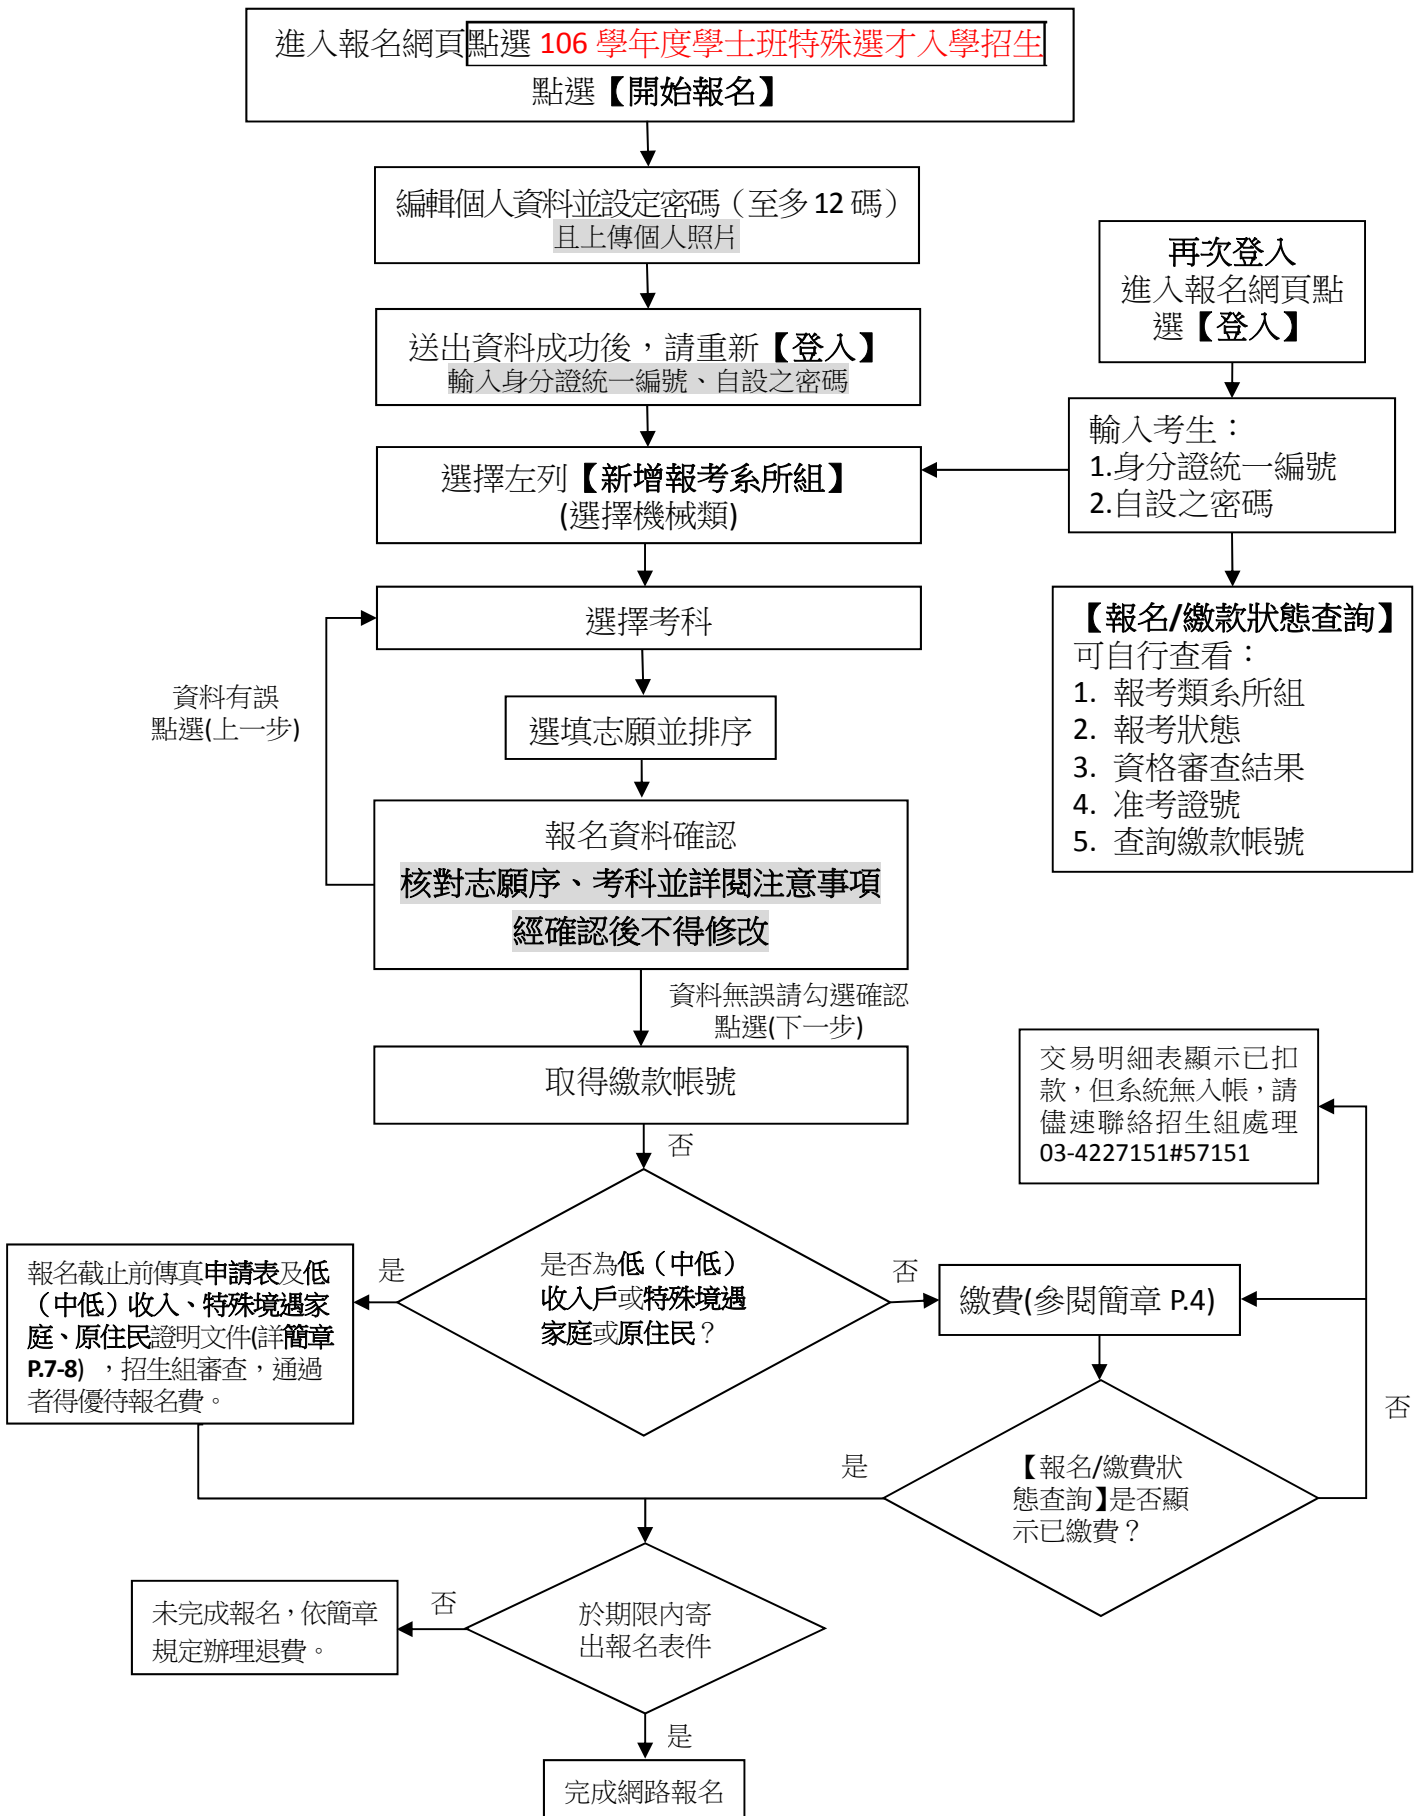 進入報名網頁點選 106 學年度學士班特殊選才入學招生
點選【開始報名】
編輯個人資料並設定密碼（至多 12 碼）
且上傳個人照片
送出資料成功後，請重新【登入】
輸入身分證統一編號、自設之密碼
再次登入
進入報名網頁點
選【登入】
輸入考生：
1.身分證統一編號
2.自設之密碼
選擇左列【新增報考系所組】
(選擇機械類)
選擇考科
【報名/繳款狀態查詢】
可自行查看：
1. 報考類系所組
2. 報考狀態
3. 資格審查結果
4. 准考證號
5. 查詢繳款帳號
資料有誤
點選(上一步)
選填志願並排序
報名資料確認
核對志願序、考科並詳閱注意事項
經確認後不得修改
資料無誤請勾選確認
點選(下一步)
取得繳款帳號
交易明細表顯示已扣
款，但系統無入帳，請
儘速聯絡招生組處理
03-4227151#57151
否
是否為低（中低）
收入戶或特殊境遇
家庭或原住民？
是
否
報名截止前傳真申請表及低
（中低）收入、特殊境遇家
庭、原住民證明文件(詳簡章
P.7-8)，招生組審查，通過
者得優待報名費。
繳費(參閱簡章 P.4)
否
是
【報名/繳費狀
態查詢】是否顯
示已繳費？
於期限內寄
出報名表件
否
未完成報名，依簡章
規定辦理退費。
是
完成網路報名